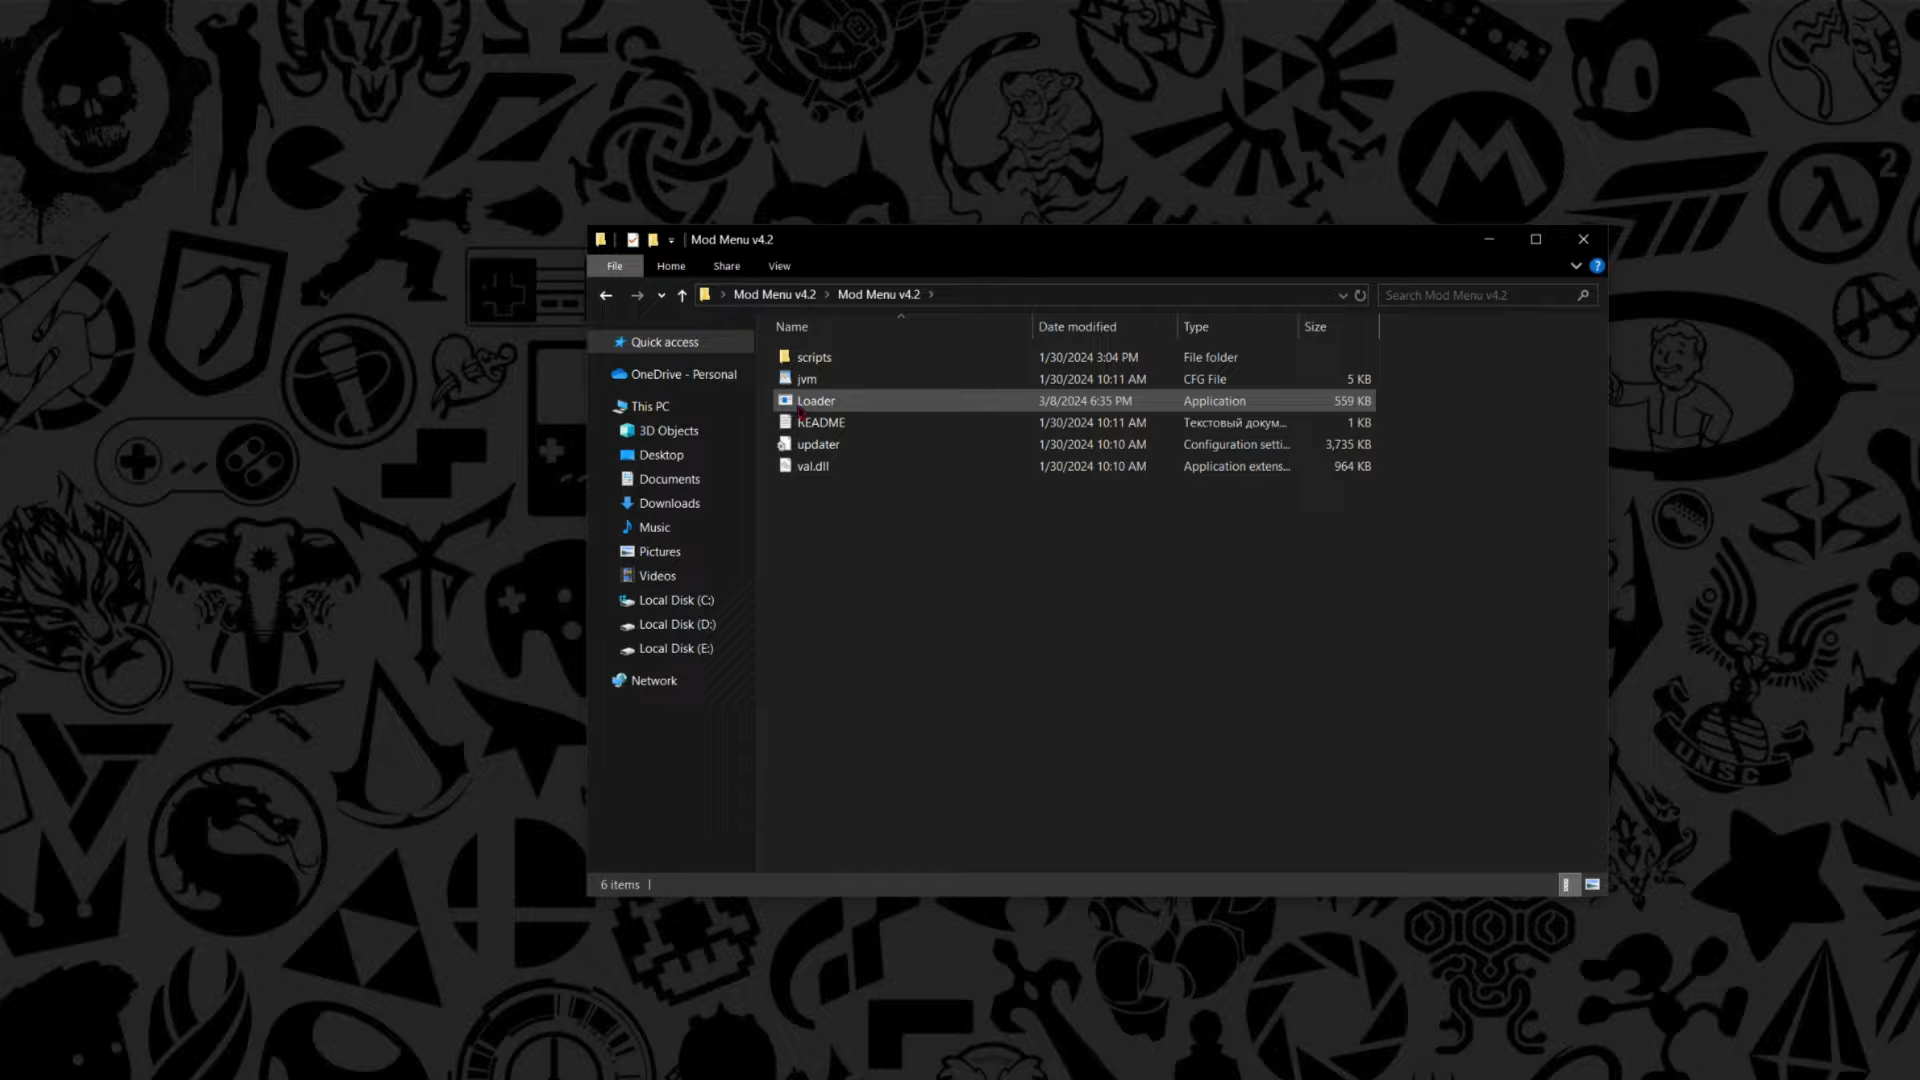 Mod Menu v4.2
File Home Share View
Mod Menu v4.2 Mod Menu v4.2 Search Mod Menu v4.2
Name Date modified Type Size
Quick access
OneDrive - Personal
This PC
3D Objects
Desktop
Documents
Downloads
Music
Pictures
Videos
Local Disk (C:)
Local Disk (D:)
Local Disk (E:)
Network
scripts 1/30/2024 3:04 PM File folder
jvm 1/30/2024 10:11 AM CFG File 5 KB
Loader 3/8/2024 6:35 PM Application 559 KB
README 1/30/2024 10:11 AM Текстовый докум... 1 KB
updater 1/30/2024 10:10 AM Configuration setti... 3,735 KB
val.dll 1/30/2024 10:10 AM Application extens... 964 KB
6 items
2
UNSC